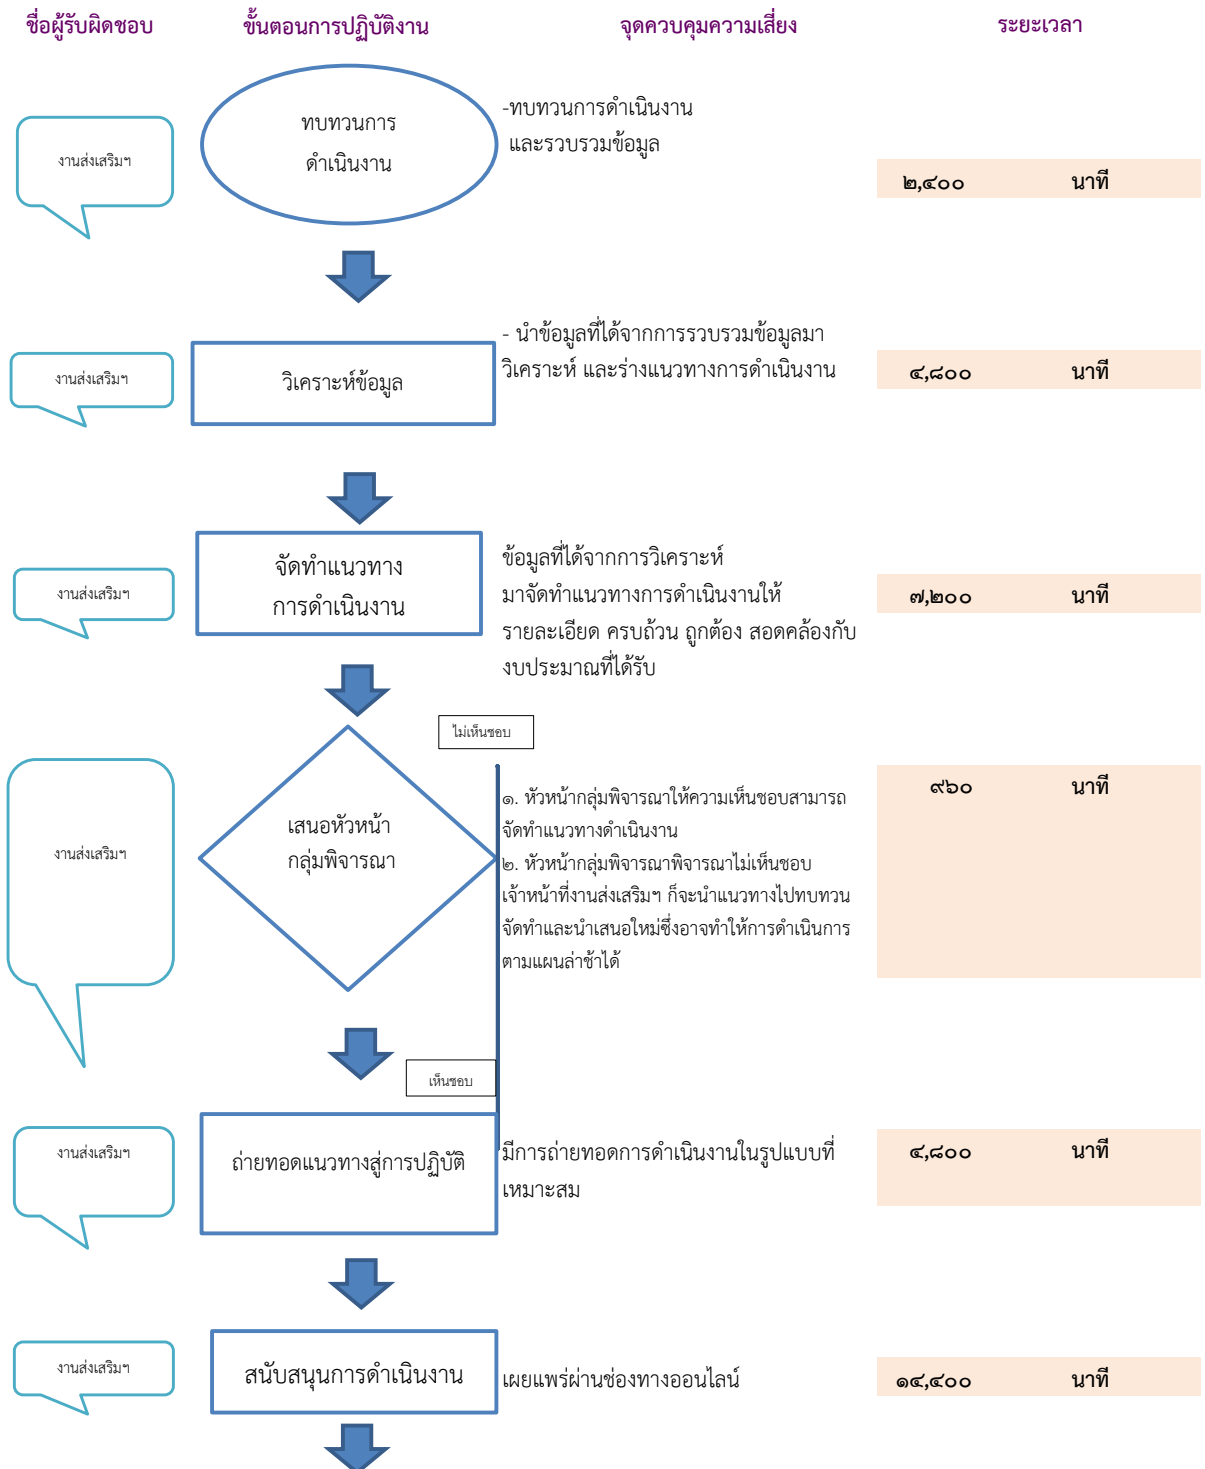 ชื่อผู้รับผิดชอบ ขั้นตอนการปฏิบัติงาน จุดควบคุมความเสี่ยง ระยะเวลา
งานส่งเสริมฯ
ทบทวนการ
ดำเนินงาน
-ทบทวนการดำเนินงาน
และรวบรวมข้อมูล
๒,๔๐๐ นาที
งานส่งเสริมฯ
วิเคราะห์ข้อมูล
- นำข้อมูลที่ได้จากการรวบรวมข้อมูลมา
วิเคราะห์ และร่างแนวทางการดำเนินงาน
๔,๘๐๐ นาที
งานส่งเสริมฯ
จัดทำแนวทาง
การดำเนินงาน
ข้อมูลที่ได้จากการวิเคราะห์
มาจัดทำแนวทางการดำเนินงานให้
รายละเอียด ครบถ้วน ถูกต้อง สอดคล้องกับ
งบประมาณที่ได้รับ
๗,๒๐๐ นาที
ไม่เห็นชอบ
งานส่งเสริมฯ
เสนอหัวหน้า
กลุ่มพิจารณา
๑. หัวหน้ากลุ่มพิจารณาให้ความเห็นชอบสามารถ
จัดทำแนวทางดำเนินงาน
๒. หัวหน้ากลุ่มพิจารณาพิจารณาไม่เห็นชอบ
เจ้าหน้าที่งานส่งเสริมฯ ก็จะนำแนวทางไปทบทวน
จัดทำและนำเสนอใหม่ซึ่งอาจทำให้การดำเนินการ
ตามแผนล่าช้าได้
๙๖๐ นาที
เห็นชอบ
งานส่งเสริมฯ
ถ่ายทอดแนวทางสู่การปฏิบัติ
มีการถ่ายทอดการดำเนินงานในรูปแบบที่
เหมาะสม
๔,๘๐๐ นาที
งานส่งเสริมฯ
สนับสนุนการดำเนินงาน
เผยแพร่ผ่านช่องทางออนไลน์
๑๔,๔๐๐ นาที